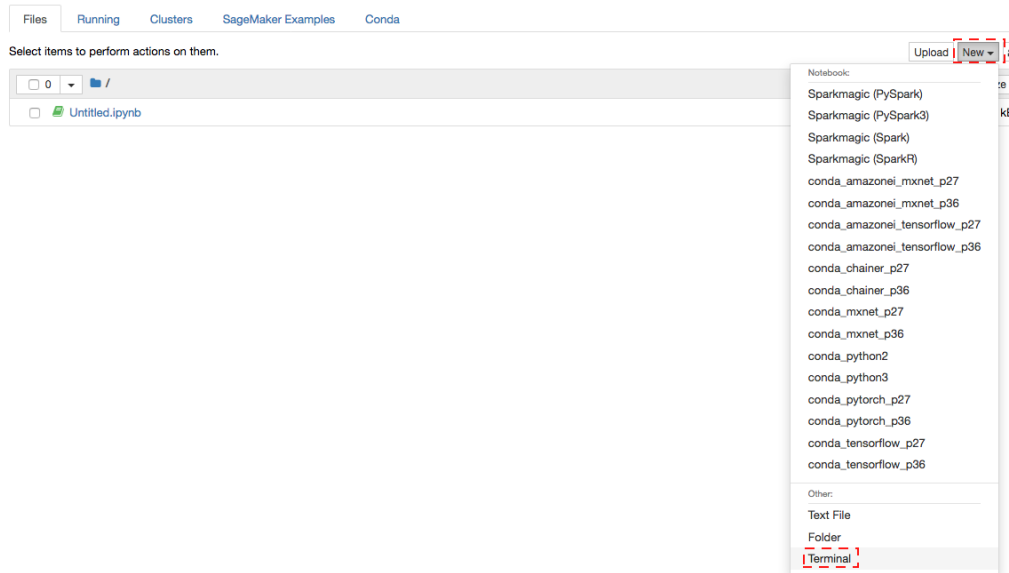 Files Running Clusters SageMaker Examples Conda
Select items to perform actions on them.
Upload New
0 /
Untitled.ipynb
Notebook:
Sparkmagic (PySpark)
Sparkmagic (PySpark3)
Sparkmagic (Spark)
Sparkmagic (SparkR)
conda_amazonei_mxnet_p27
conda_amazonei_mxnet_p36
conda_amazonei_tensorflow_p27
conda_amazonei_tensorflow_p36
conda_chainer_p27
conda_chainer_p36
conda_mxnet_p27
conda_mxnet_p36
conda_python2
conda_python3
conda_pytorch_p27
conda_pytorch_p36
conda_tensorflow_p27
conda_tensorflow_p36
Other:
Text File
Folder
Terminal